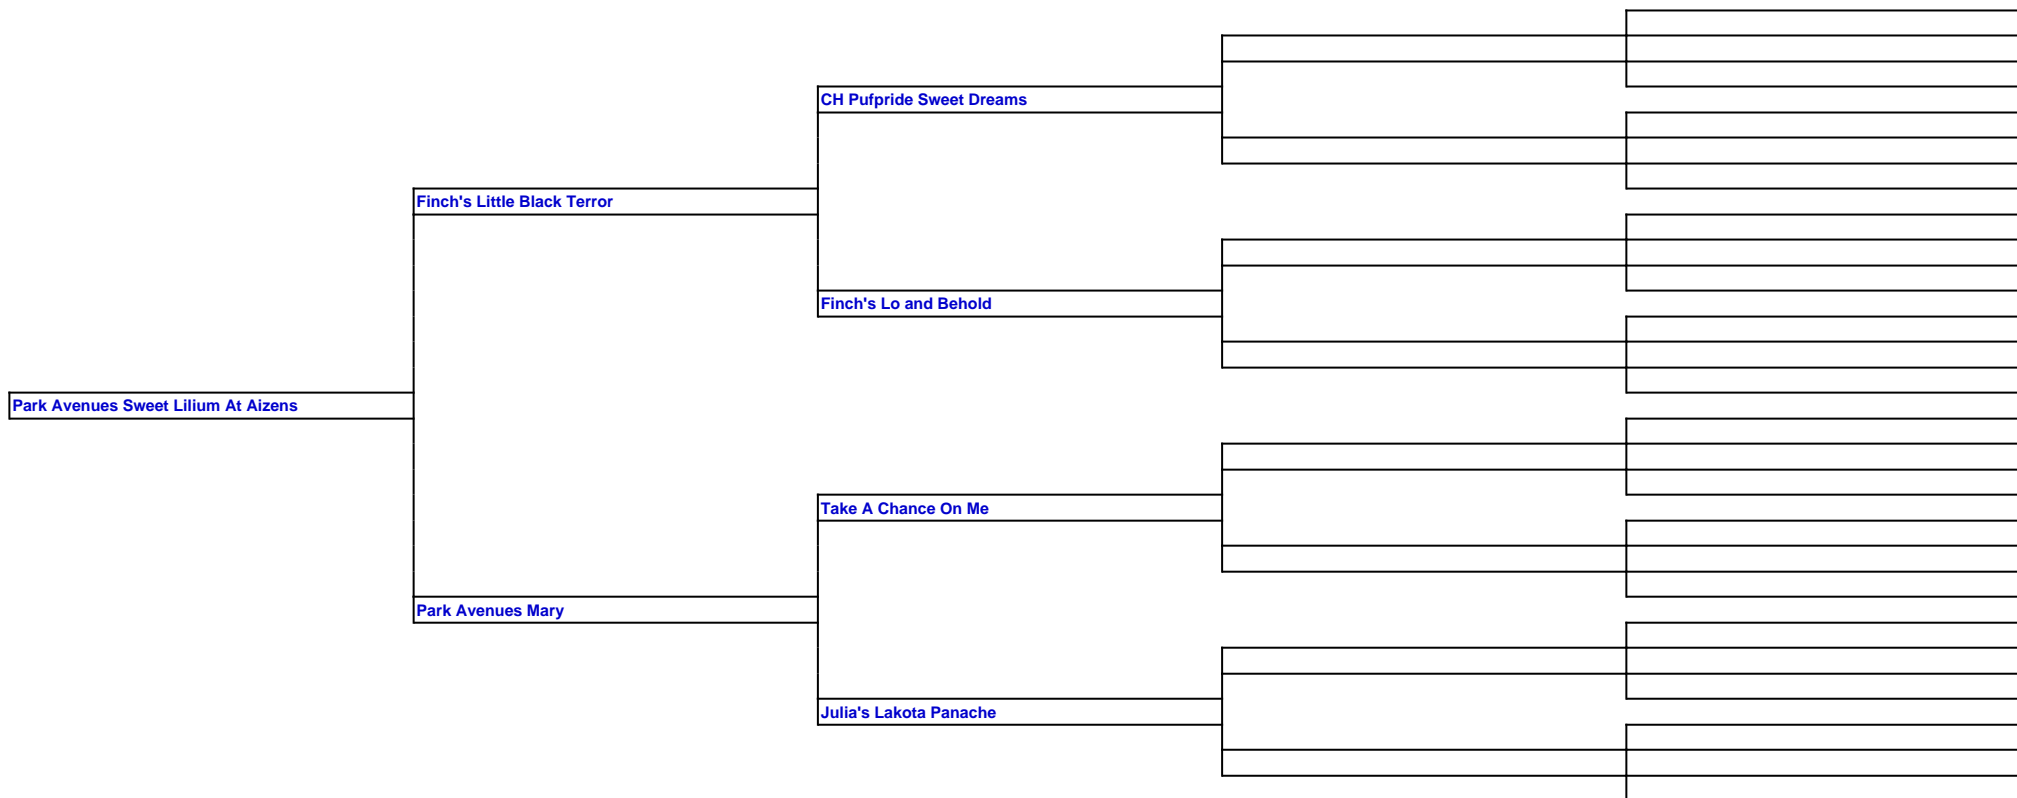 CH Pufpride Sweet Dreams
Finch's Little Black Terror
Finch's Lo and Behold
Park Avenues Sweet Lilium At Aizens
Take A Chance On Me
Park Avenues Mary
Julia's Lakota Panache